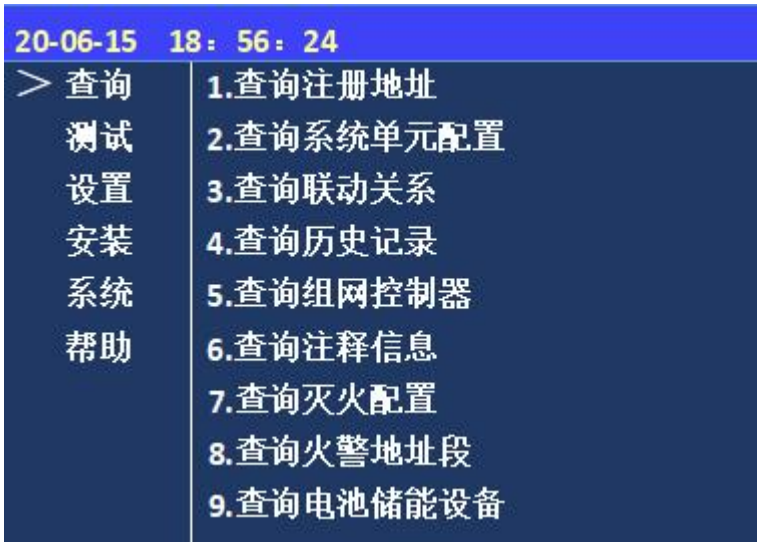 20-06-15 18：56：24
＞ 查询
测试
设置
安装
系统
帮助
1.查询注册地址
2.查询系统单元配置
3.查询联动关系
4.查询历史记录
5.查询组网控制器
6.查询注释信息
7.查询灭火配置
8.查询火警地址段
9.查询电池储能设备